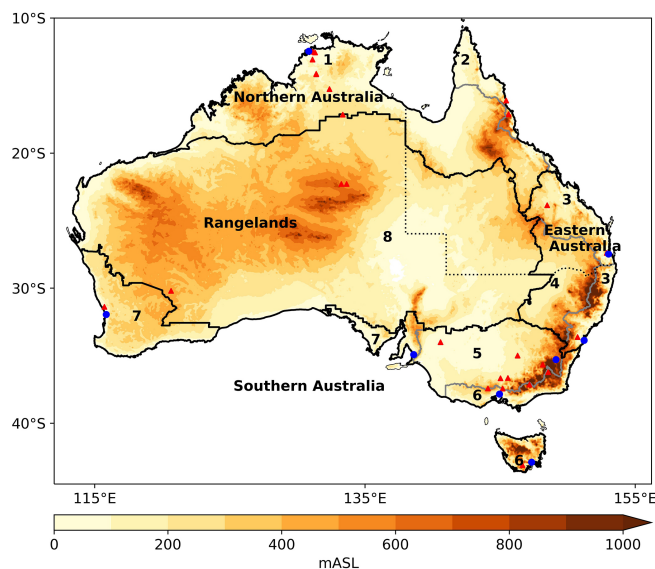 10°S
1
2
Northern Australia
20°S
3
Rangelands
Eastern
Australia
8
3
4
30°S
7
7
5
Southern Australia
6
40°S
6
115°E 135°E 155°E
0 200 400 600 800 1000
mASL